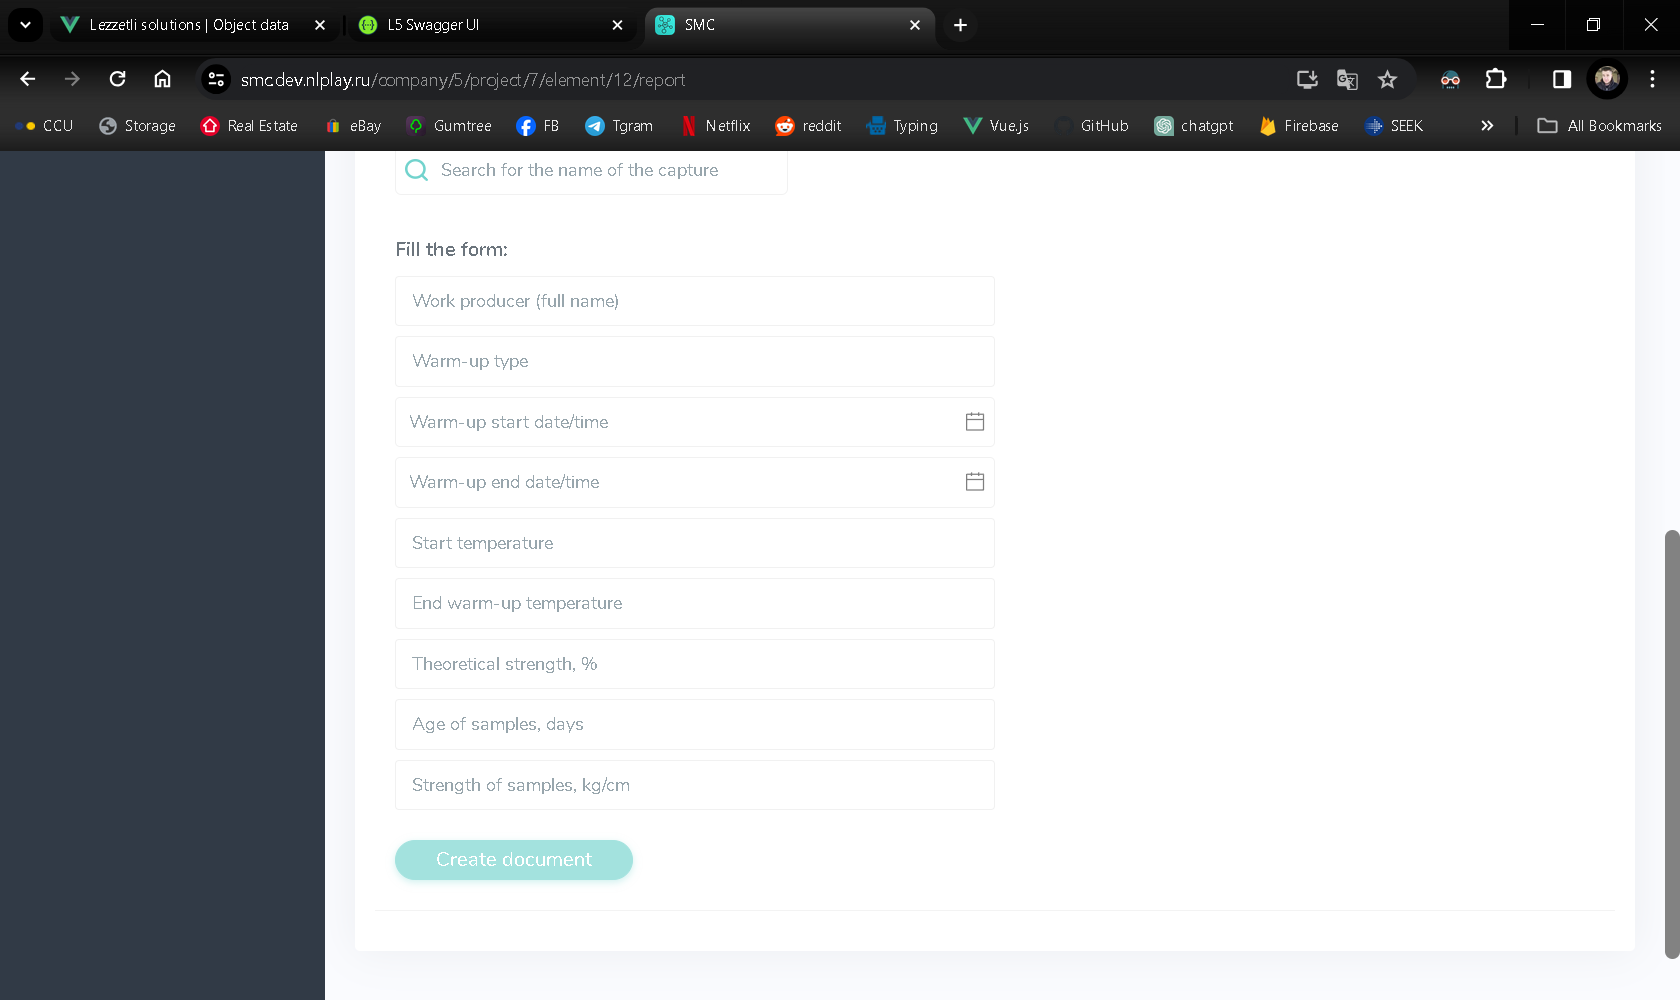 Lezzetli solutions | Object data
L5 Swagger UI
SMC
smc.dev.nlplay.ru/company/5/project/7/element/12/report
CCU
Storage
Real Estate
eBay
Gumtree
FB
Tgram
Netflix
reddit
Typing
Vue.js
GitHub
chatgpt
Firebase
SEEK
All Bookmarks
Search for the name of the capture
Fill the form:
Work producer (full name)
Warm-up type
Warm-up start date/time
Warm-up end date/time
Start temperature
End warm-up temperature
Theoretical strength, %
Age of samples, days
Strength of samples, kg/cm
Create document